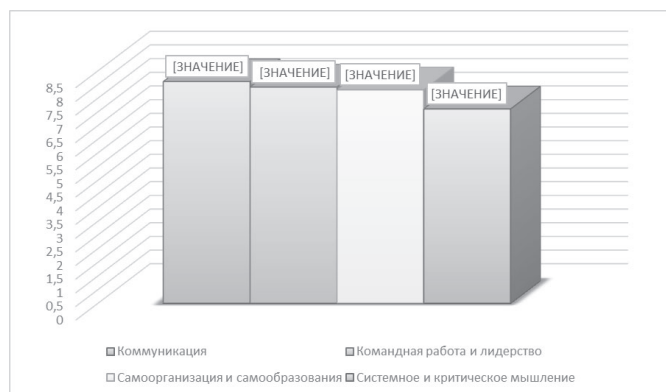 [ЗНАЧЕНИЕ]
[ЗНАЧЕНИЕ]
[ЗНАЧЕНИЕ]
[ЗНАЧЕНИЕ]
8,5
8
7,5
7
6,5
6
5,5
5
4,5
4
3,5
3
2,5
2
1,5
1
0,5
0
Коммуникация
Командная работа и лидерство
Самоорганизация и самообразования
Системное и критическое мышление